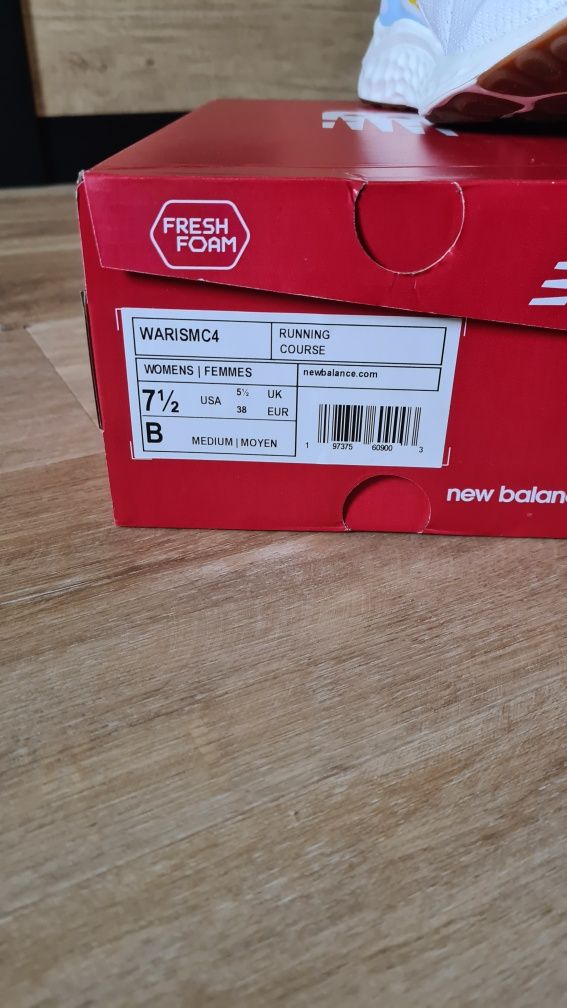 FRESH
FOAM
WARISMC4
RUNNING
COURSE
WOMENS | FEMMES
newbalance.com
7½ USA 5½ UK
38 EUR
B MEDIUM | MOYEN
1 97375 60900 3
new balan